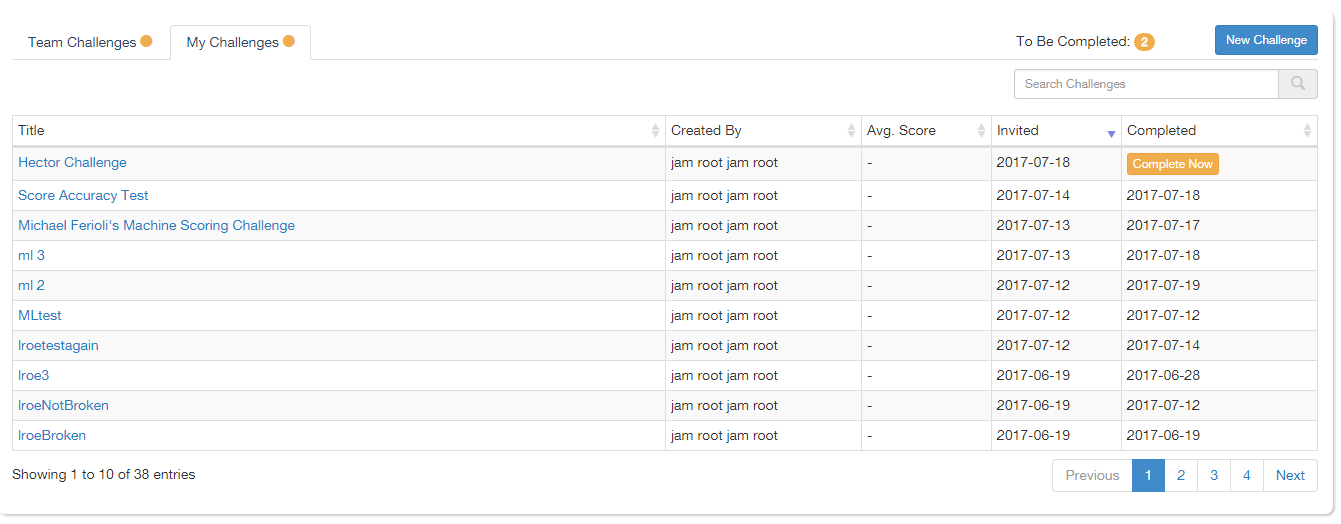 Team Challenges My Challenges To Be Completed: 2 New Challenge
Search Challenges
Title Created By Avg. Score Invited Completed
Hector Challenge jam root jam root - 2017-07-18 Complete Now
Score Accuracy Test jam root jam root - 2017-07-14 2017-07-18
Michael Ferioli's Machine Scoring Challenge jam root jam root - 2017-07-13 2017-07-17
ml 3 jam root jam root - 2017-07-13 2017-07-18
ml 2 jam root jam root - 2017-07-12 2017-07-19
MLtest jam root jam root - 2017-07-12 2017-07-12
lroetestagain jam root jam root - 2017-07-12 2017-07-14
lroe3 jam root jam root - 2017-06-19 2017-06-28
lroeNotBroken jam root jam root - 2017-06-19 2017-07-12
lroeBroken jam root jam root - 2017-06-19 2017-06-19
Showing 1 to 10 of 38 entries Previous 1 2 3 4 Next